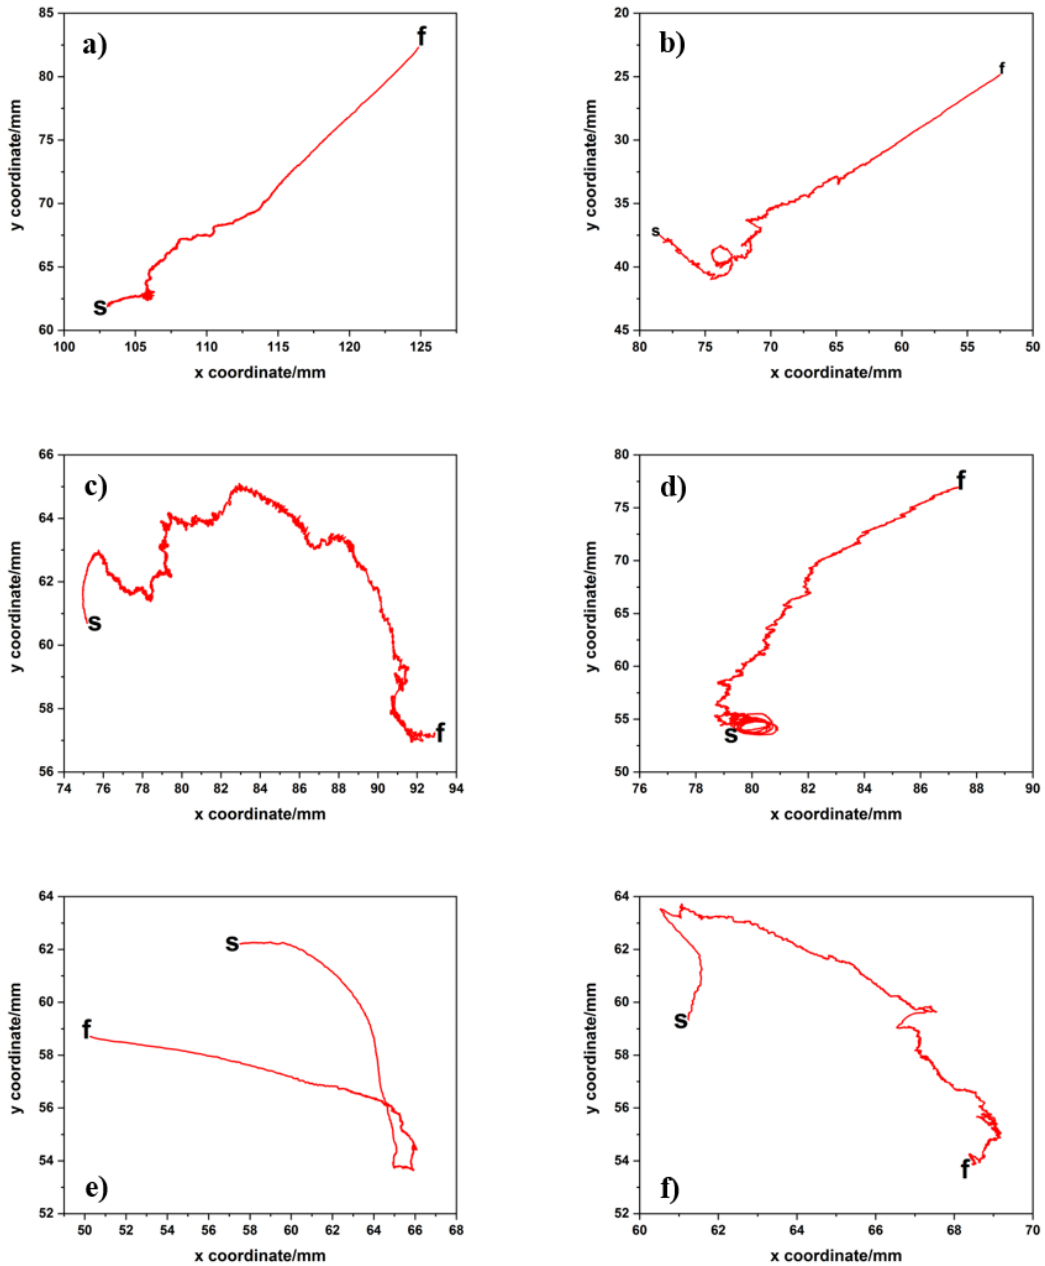 a)
f
s
85
80
75
70
65
60
100 105 110 115 120 125
x coordinate/mm
y coordinate/mm
b)
f
s
20
25
30
35
40
45
80 75 70 65 60 55 50
x coordinate/mm
y coordinate/mm
c)
s
f
66
64
62
60
58
56
74 76 78 80 82 84 86 88 90 92 94
x coordinate/mm
y coordinate/mm
d)
f
s
80
75
70
65
60
55
50
76 78 80 82 84 86 88 90
x coordinate/mm
y coordinate/mm
s
f
e)
64
62
60
58
56
54
52
50 52 54 56 58 60 62 64 66 68
x coordinate/mm
y coordinate/mm
s
f
f)
64
62
60
58
56
54
52
60 62 64 66 68 70
x coordinate/mm
y coordinate/mm